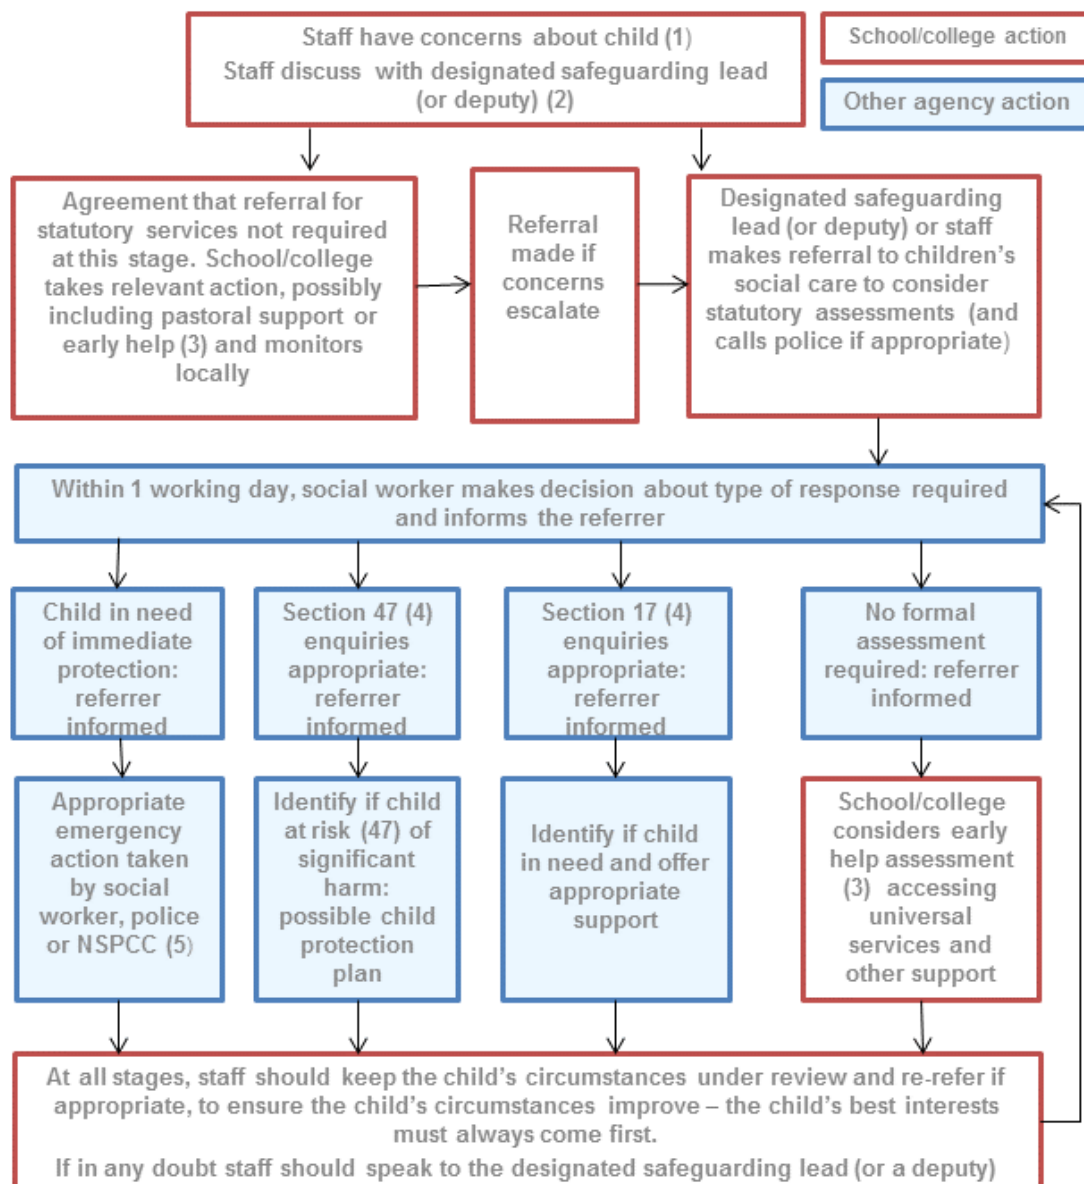 Staff have concerns about child (1)
Staff discuss with designated safeguarding lead
(or deputy) (2)
School/college action
Other agency action
Agreement that referral for
statutory services not required
at this stage. School/college
takes relevant action, possibly
including pastoral support or
early help (3) and monitors
locally
Referral
made if
concerns
escalate
Designated safeguarding
lead (or deputy) or staff
makes referral to children's
social care to consider
statutory assessments (and
calls police if appropriate)
Within 1 working day, social worker makes decision about type of response required
and informs the referrer
Child in need
of immediate
protection:
referrer
informed
Section 47 (4)
enquiries
appropriate:
referrer
informed
Section 17 (4)
enquiries
appropriate:
referrer
informed
No formal
assessment
required: referrer
informed
Appropriate
emergency
action taken
by social
worker, police
or NSPCC (5)
Identify if child
at risk (47) of
significant
harm:
possible child
protection
plan
Identify if child
in need and offer
appropriate
support
School/college
considers early
help assessment
(3) accessing
universal
services and
other support
At all stages, staff should keep the child's circumstances under review and re-refer if
appropriate, to ensure the child's circumstances improve – the child's best interests
must always come first.
If in any doubt staff should speak to the designated safeguarding lead (or a deputy)